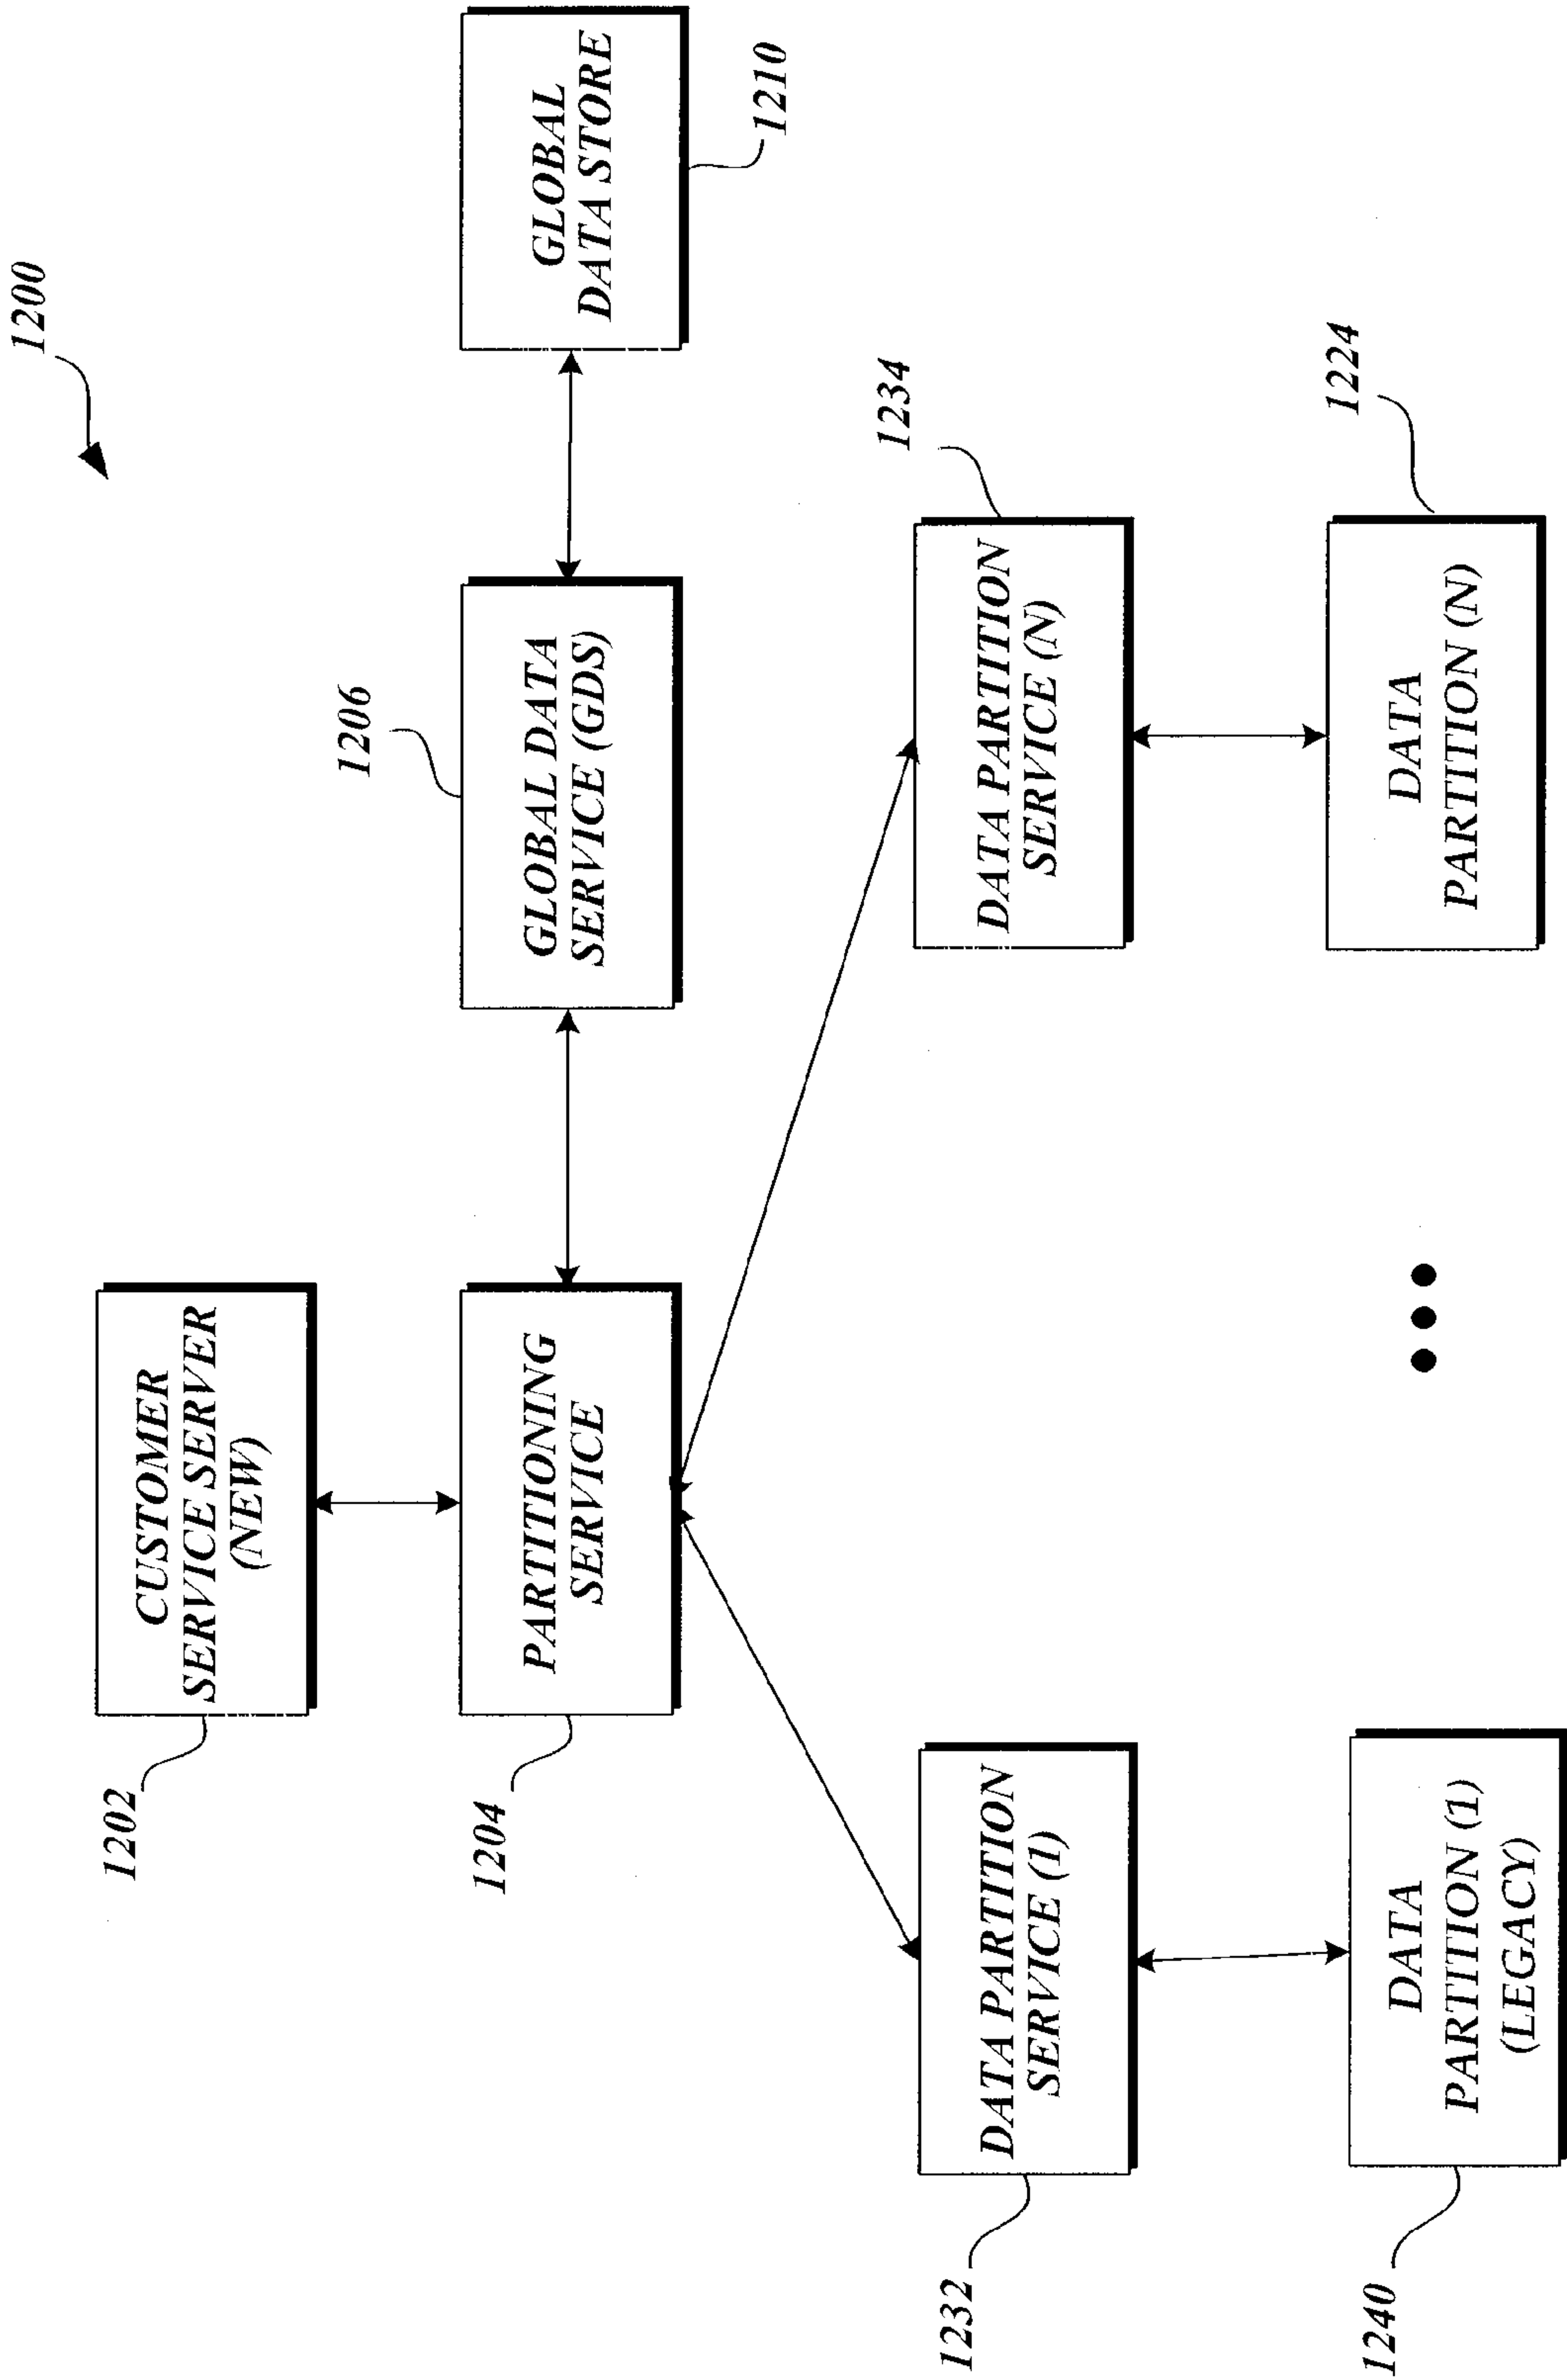 1200
1202
CUSTOMER
SERVICE SERVER
(NEW)
1204
PARTITIONING
SERVICE
1206
GLOBAL DATA
SERVICE (GDS)
GLOBAL
DATA STORE
1210
1232
DATA PARTITION
SERVICE (1)
DATA PARTITION
SERVICE (N)
1234
1240
DATA
PARTITION (1)
(LEGACY)
DATA
PARTITION (N)
1224